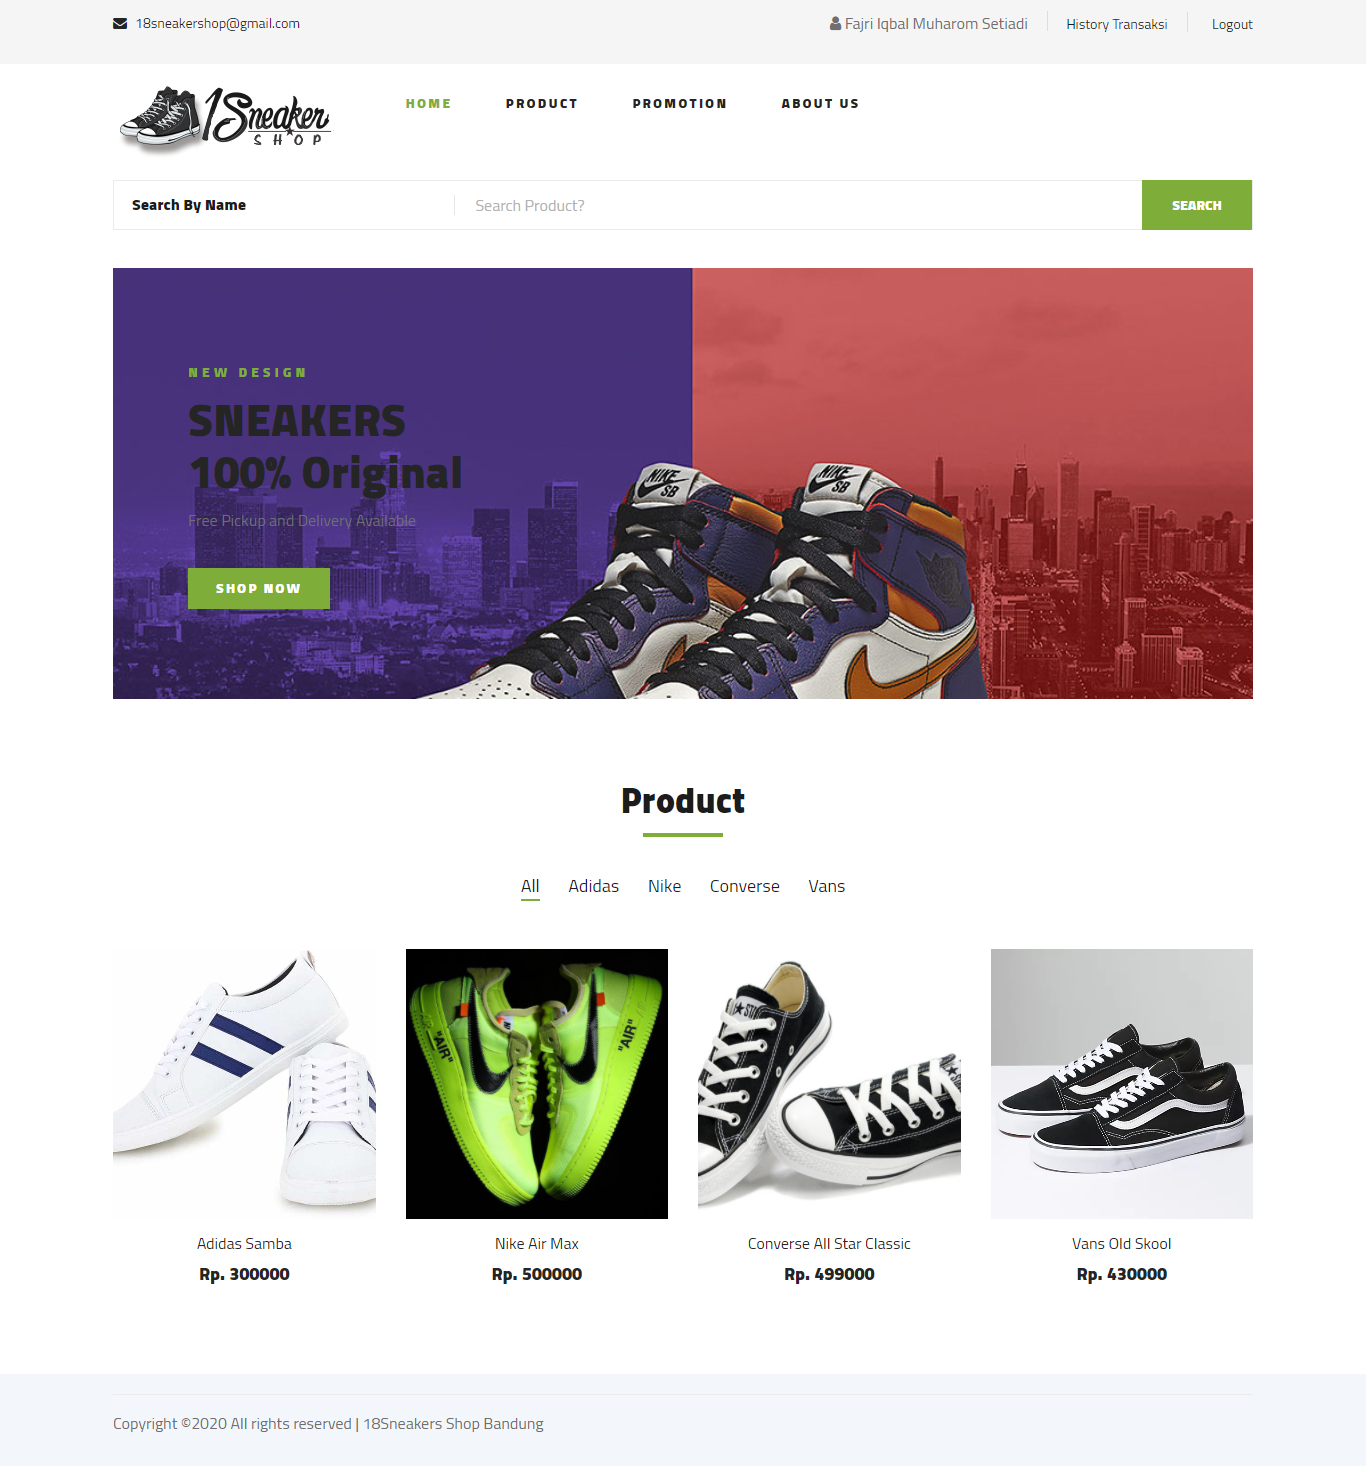 18sneakershop@gmail.com
Fajri Iqbal Muharom Setiadi
History Transaksi
Logout
18Sneaker
SHOP
HOME
PRODUCT
PROMOTION
ABOUT US
Search By Name
Search Product?
SEARCH
NEW DESIGN
SNEAKERS
100% Original
Free Pickup and Delivery Available
SHOP NOW
NIKE
SB
NIKE
SB
Product
All
Adidas
Nike
Converse
Vans
"AIR"
"AIR"
STAR
Adidas Samba
Rp. 300000
Nike Air Max
Rp. 500000
Converse All Star Classic
Rp. 499000
Vans Old Skool
Rp. 430000
Copyright ©2020 All rights reserved | 18Sneakers Shop Bandung